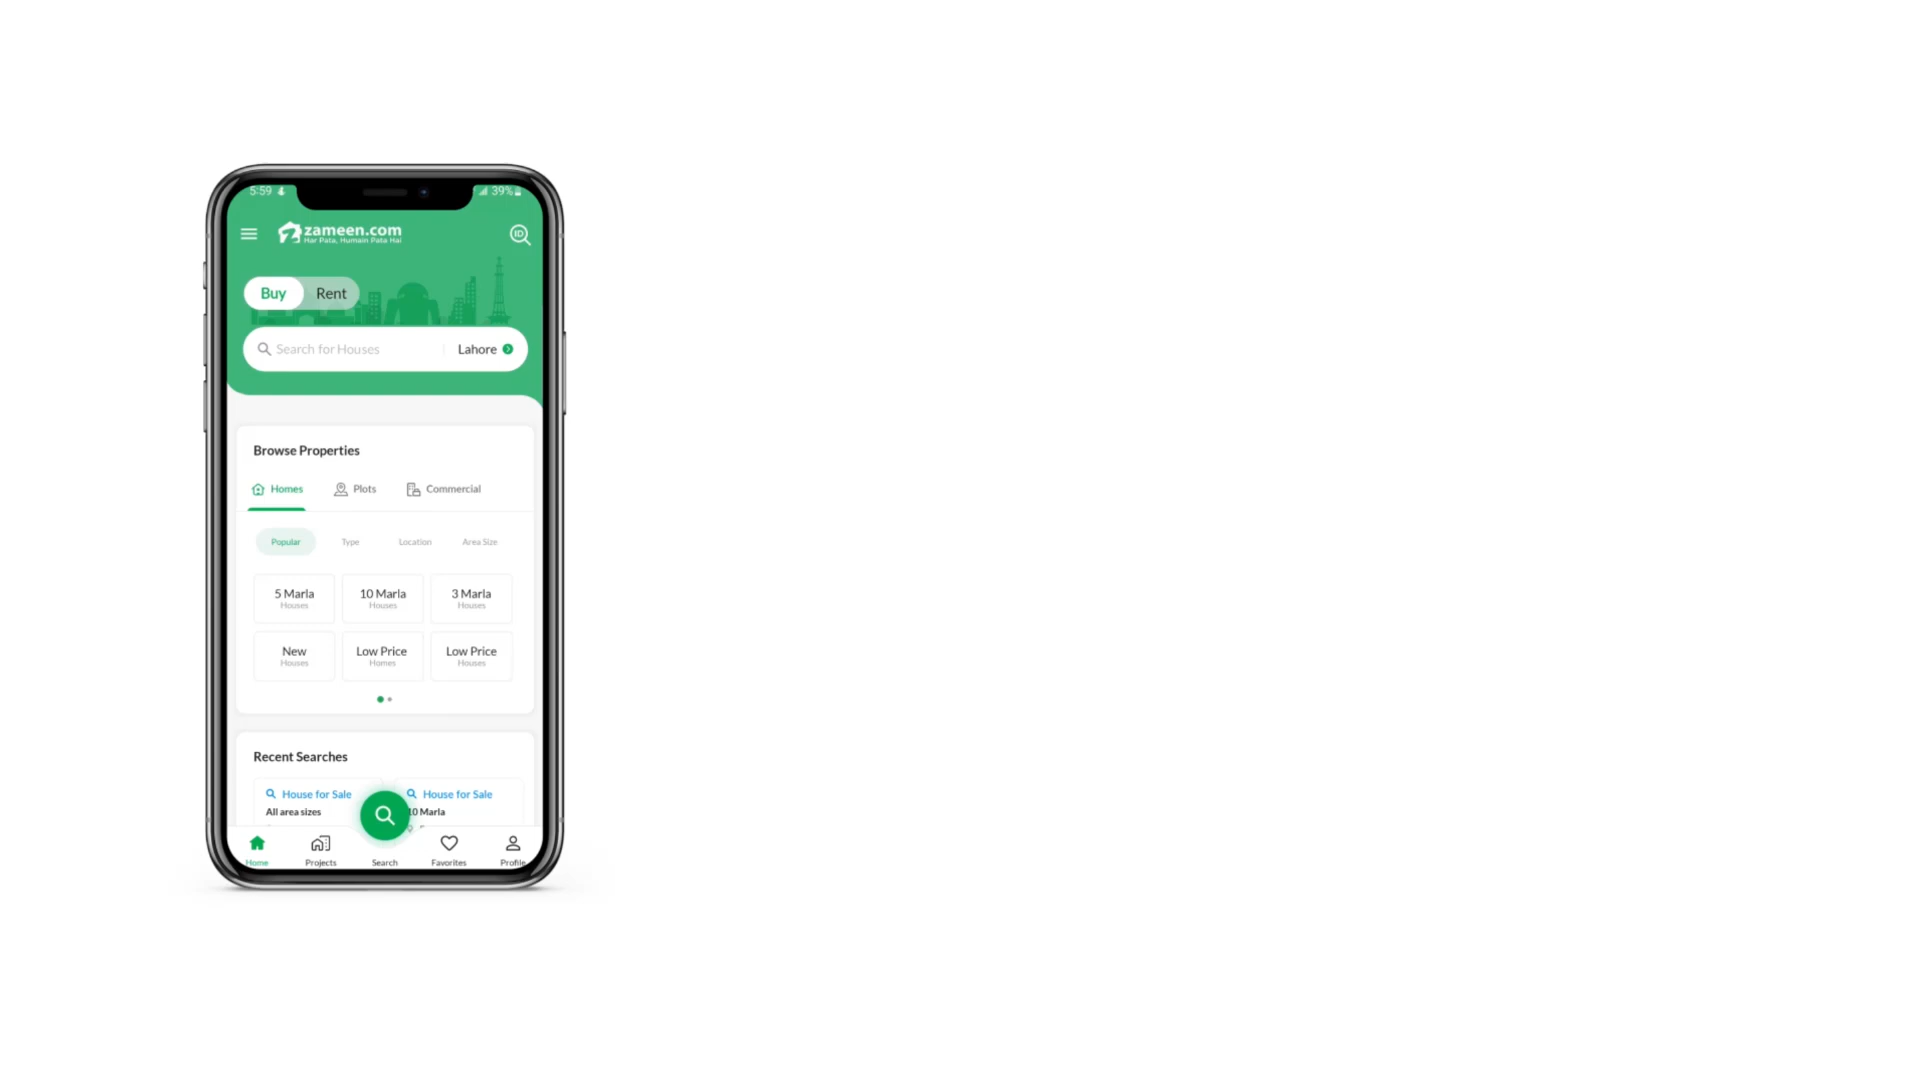 5:59 39%
zameen.com
Har Pata, Humain Pata Hai
ID
Buy Rent
Search for Houses Lahore
Browse Properties
Homes Plots Commercial
Popular Type Location Area Size
5 Marla 10 Marla 3 Marla
Houses Houses Houses
New Low Price Low Price
Houses Homes Houses
Recent Searches
House for Sale House for Sale
All area sizes 10 Marla
Home Projects Search Favorites Profile